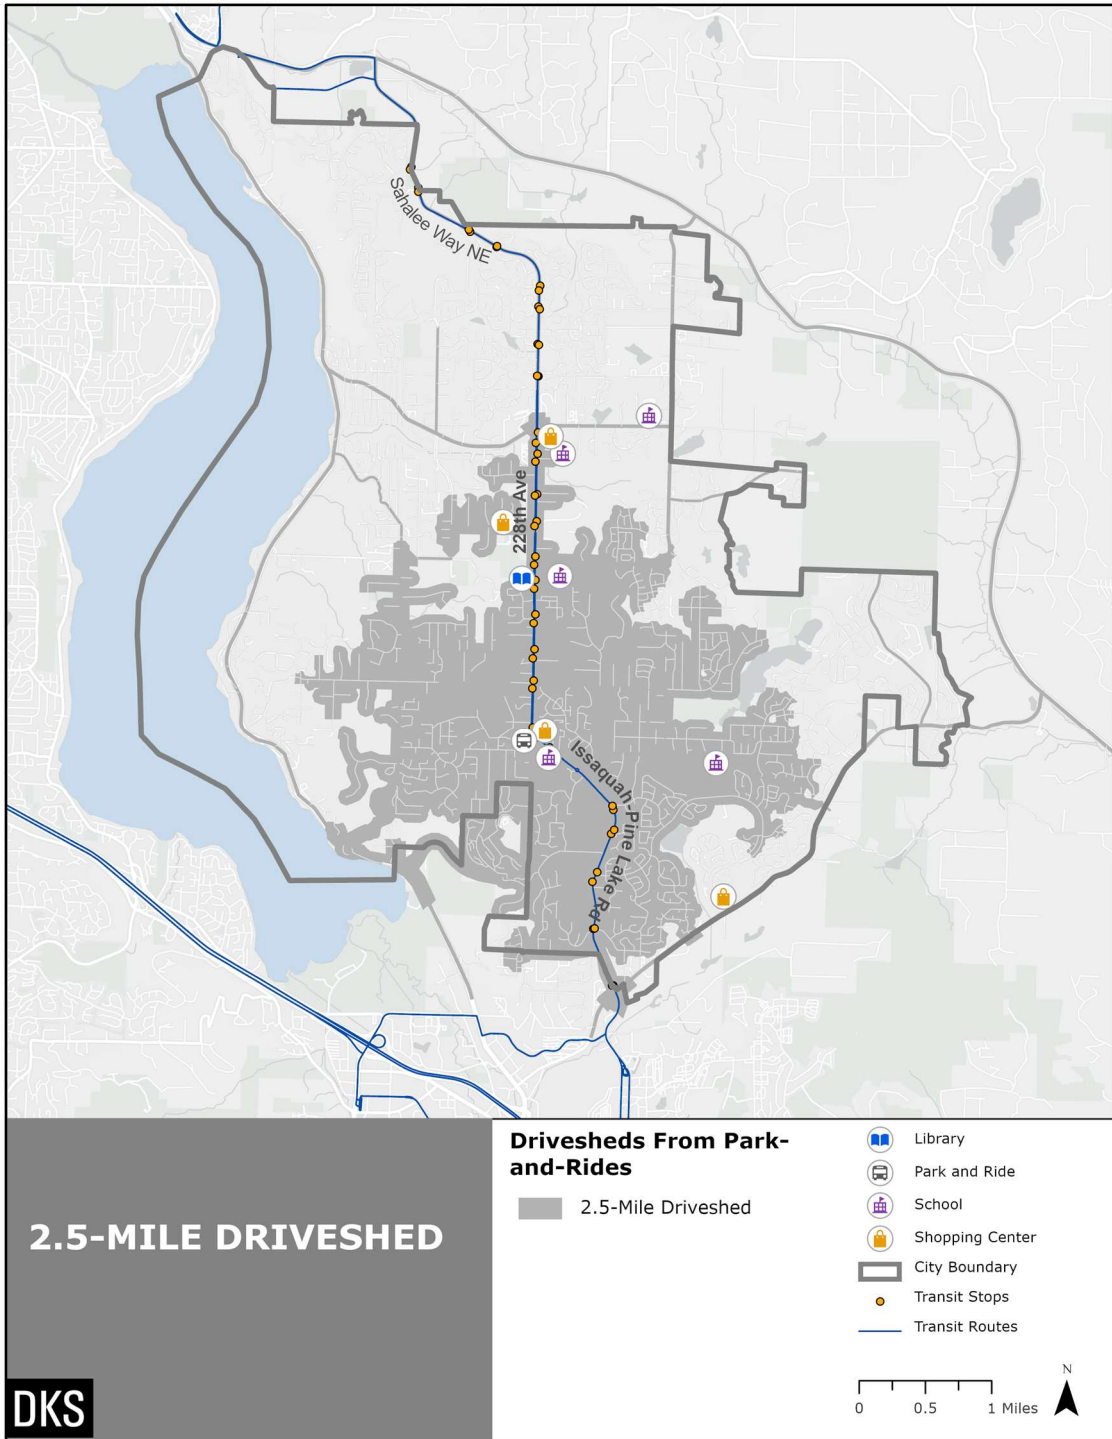 Sahalee Way NE
228th Ave
Issaquah-Pine Lake Rd
2.5-MILE DRIVESHED
DKS
Drivesheds From Park-
and-Rides
2.5-Mile Driveshed
Library
Park and Ride
School
Shopping Center
City Boundary
Transit Stops
Transit Routes
N
0 0.5 1 Miles